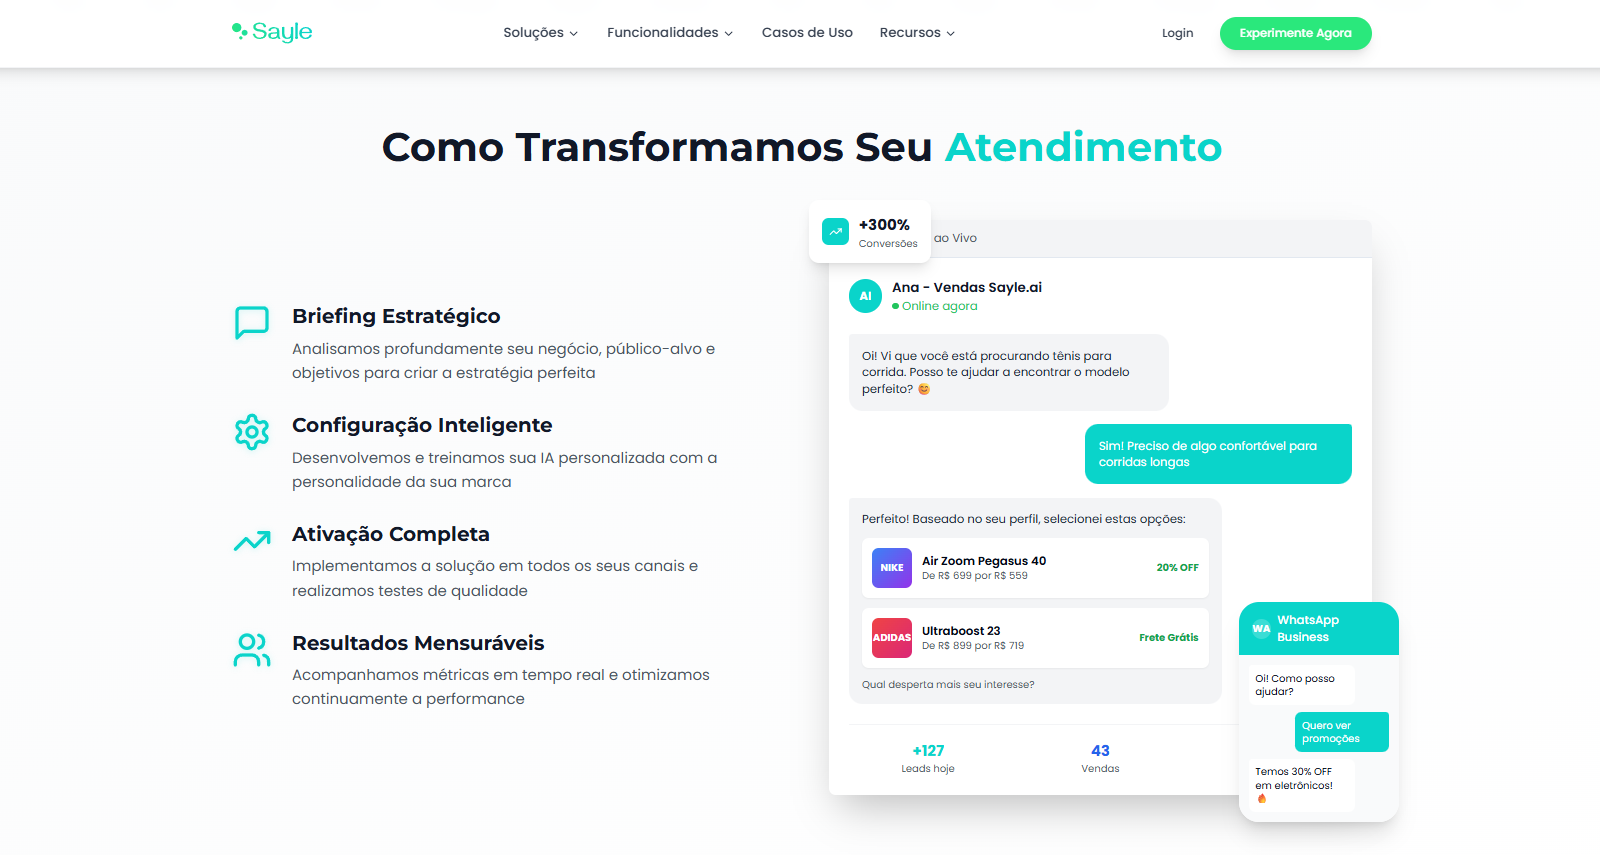 Sayle
Soluções
Funcionalidades
Casos de Uso
Recursos
Login
Experimente Agora
Como Transformamos Seu Atendimento
Briefing Estratégico
Analisamos profundamente seu negócio, público-alvo e
objetivos para criar a estratégia perfeita
Configuração Inteligente
Desenvolvemos e treinamos sua IA personalizada com a
personalidade da sua marca
Ativação Completa
Implementamos a solução em todos os seus canais e
realizamos testes de qualidade
Resultados Mensuráveis
Acompanhamos métricas em tempo real e otimizamos
continuamente a performance
+300%
Conversões
ao Vivo
AI
Ana - Vendas Sayle.ai
Online agora
Oi! Vi que você está procurando tênis para
corrida. Posso te ajudar a encontrar o modelo
perfeito? 😊
Sim! Preciso de algo confortável para
corridas longas
Perfeito! Baseado no seu perfil, selecionei estas opções:
NIKE
Air Zoom Pegasus 40
De R$ 699 por R$ 559
20% OFF
ADIDAS
Ultraboost 23
De R$ 899 por R$ 719
Frete Grátis
Qual desperta mais seu interesse?
+127
Leads hoje
43
Vendas
WA
WhatsApp
Business
Oi! Como posso
ajudar?
Quero ver
promoções
Temos 30% OFF
em eletrônicos!
🔥